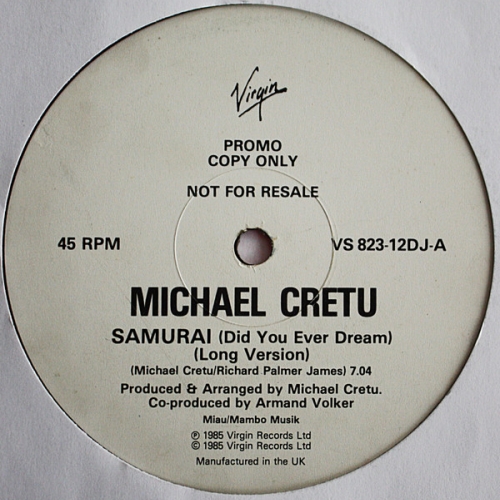 Virgin
PROMO
COPY ONLY
NOT FOR RESALE
45 RPM
VS 823-12DJ-A
MICHAEL CRETU
SAMURAI (Did You Ever Dream)
(Long Version)
(Michael Cretu/Richard Palmer James) 7.04
Produced & Arranged by Michael Cretu.
Co-produced by Armand Volker
Miau/Mambo Musik
℗ 1985 Virgin Records Ltd
© 1985 Virgin Records Ltd
Manufactured in the UK